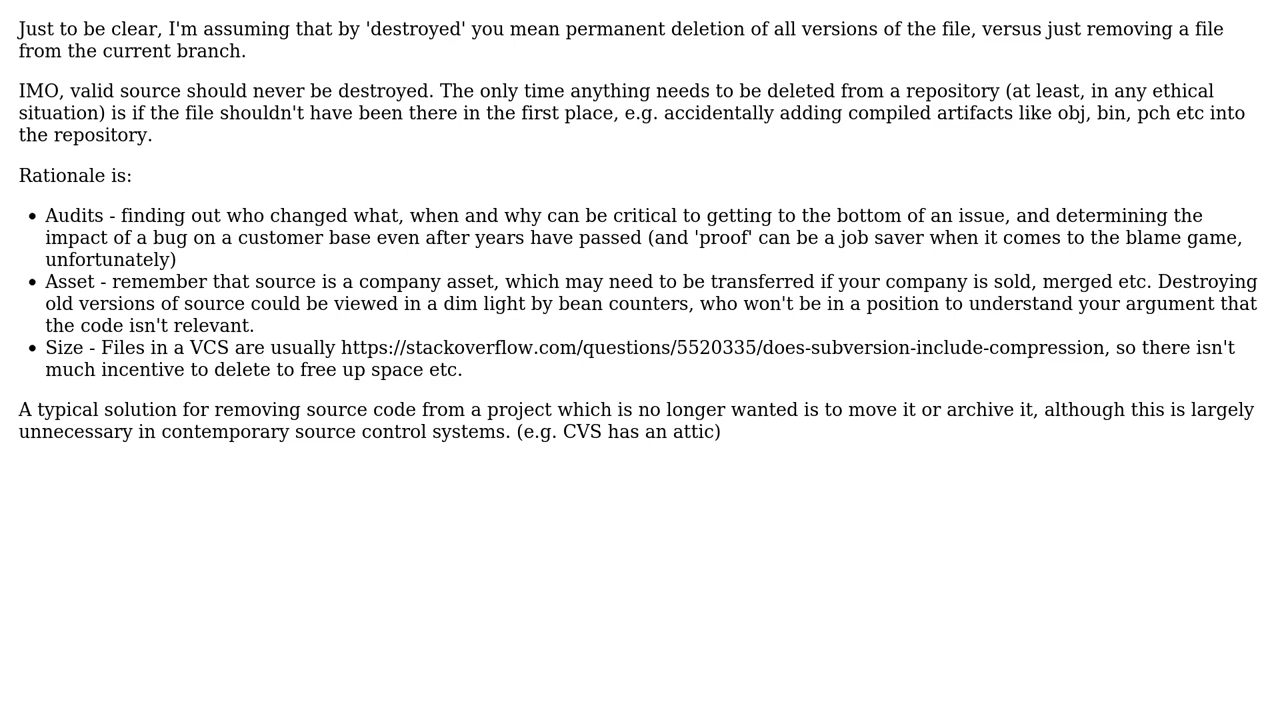 Just to be clear, I'm assuming that by 'destroyed' you mean permanent deletion of all versions of the file, versus just removing a file
from the current branch.
IMO, valid source should never be destroyed. The only time anything needs to be deleted from a repository (at least, in any ethical
situation) is if the file shouldn't have been there in the first place, e.g. accidentally adding compiled artifacts like obj, bin, pch etc into
the repository.
Rationale is:
• Audits - finding out who changed what, when and why can be critical to getting to the bottom of an issue, and determining the
impact of a bug on a customer base even after years have passed (and 'proof' can be a job saver when it comes to the blame game,
unfortunately)
• Asset - remember that source is a company asset, which may need to be transferred if your company is sold, merged etc. Destroying
old versions of source could be viewed in a dim light by bean counters, who won't be in a position to understand your argument that
the code isn't relevant.
• Size - Files in a VCS are usually https://stackoverflow.com/questions/5520335/does-subversion-include-compression, so there isn't
much incentive to delete to free up space etc.
A typical solution for removing source code from a project which is no longer wanted is to move it or archive it, although this is largely
unnecessary in contemporary source control systems. (e.g. CVS has an attic)